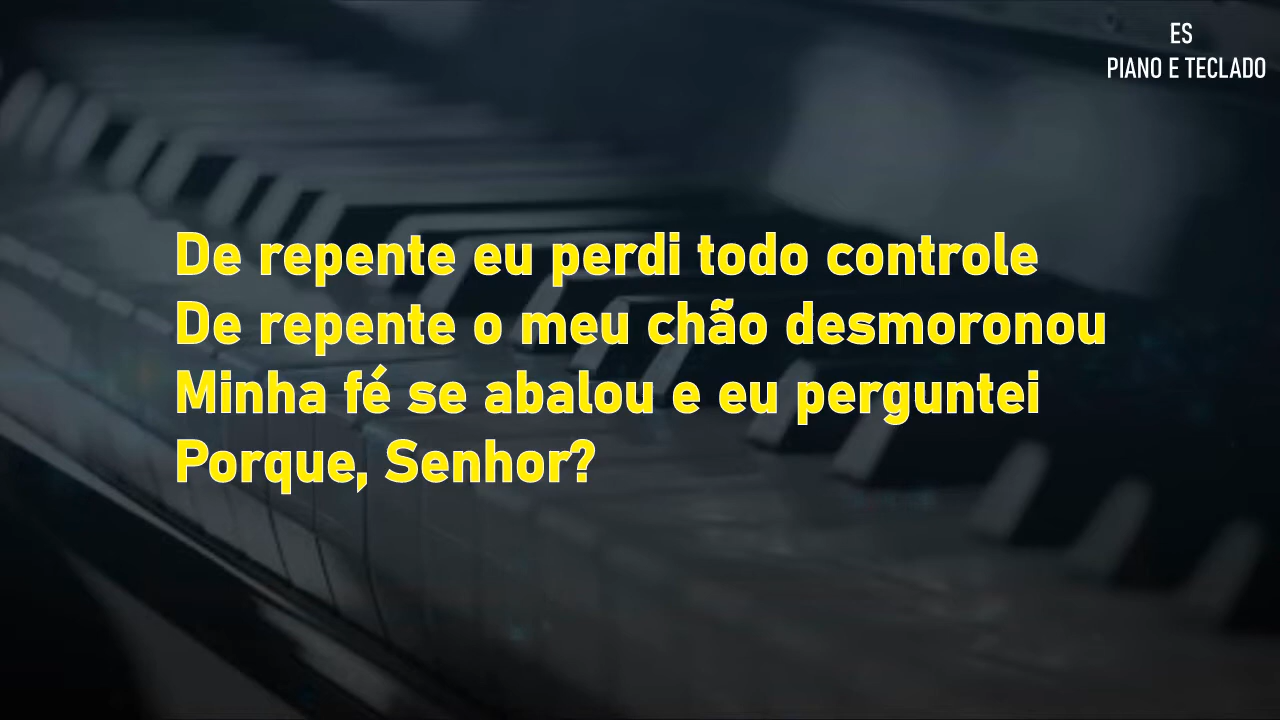 ES
PIANO E TECLADO
De repente eu perdi todo controle
De repente o meu chão desmoronou
Minha fé se abalou e eu perguntei
Porque, Senhor?